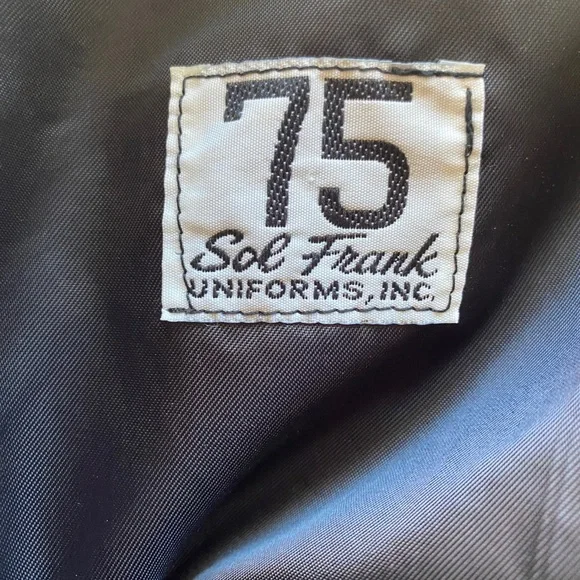 75
Sol Frank
UNIFORMS, INC.